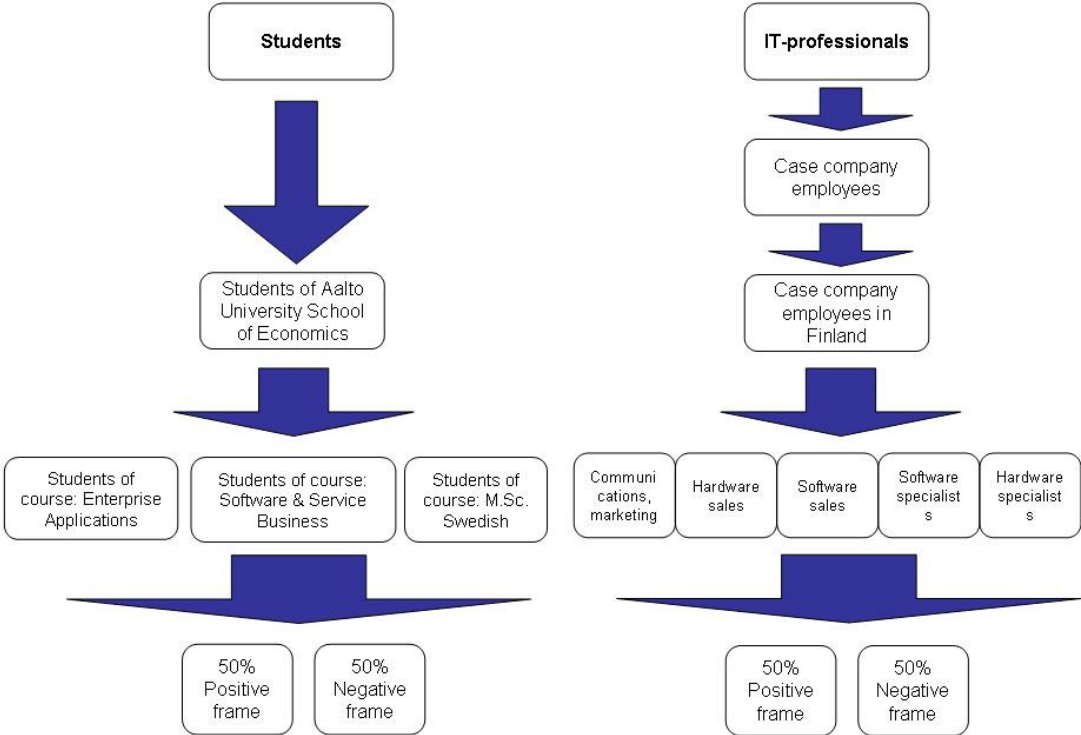 Students
Students of Aalto
University School
of Economics
Students of
course: Enterprise
Applications
Students of course:
Software & Service
Business
Students of
course: M.Sc.
Swedish
50%
Positive
frame
50%
Negative
frame
IT-professionals
Case company
employees
Case company
employees in
Finland
Communi
cations,
marketing
Hardware
sales
Software
sales
Software
specialist
s
Hardware
specialist
s
50%
Positive
frame
50%
Negative
frame